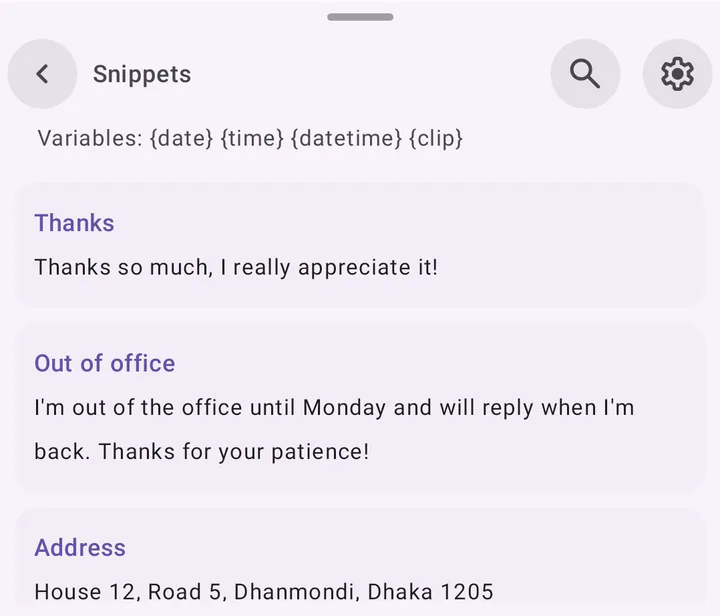 Snippets
Variables: {date} {time} {datetime} {clip}
Thanks
Thanks so much, I really appreciate it!
Out of office
I'm out of the office until Monday and will reply when I'm
back. Thanks for your patience!
Address
House 12, Road 5, Dhanmondi, Dhaka 1205